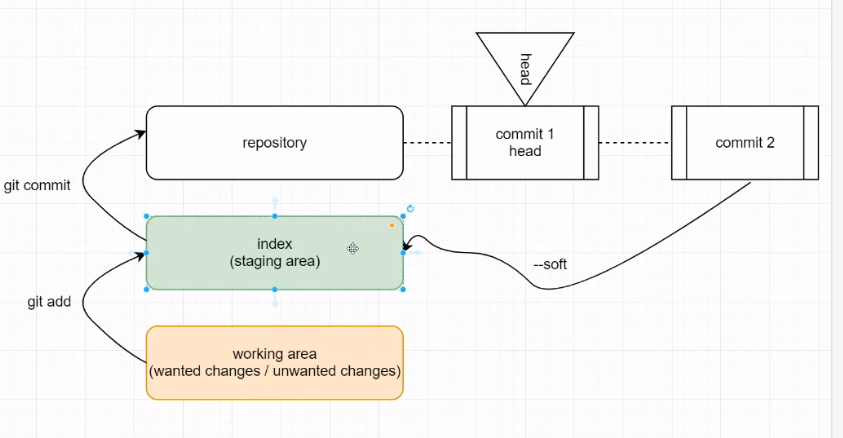 head
repository
commit 1
head
commit 2
git commit
index
(staging area)
--soft
git add
working area
(wanted changes / unwanted changes)